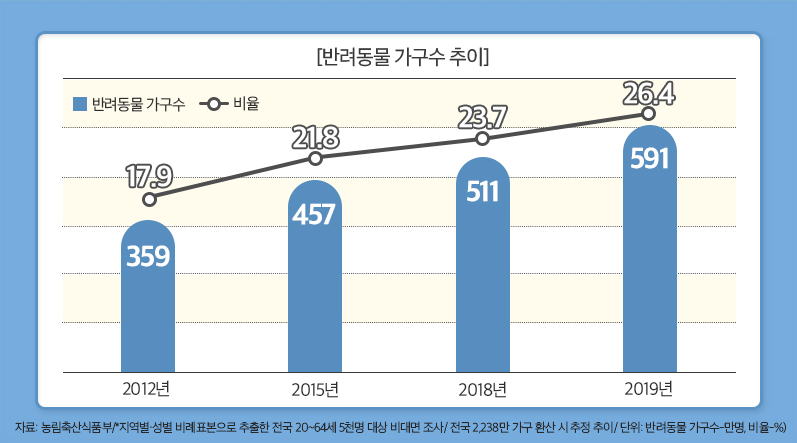 [반려동물 가구수 추이]
반려동물 가구수 비율
17.9 21.8 23.7 26.4
359 457 511 591
2012년 2015년 2018년 2019년
자료: 농림축산식품부/*지역별·성별 비례표본으로 추출한 전국 20~64세 5천명 대상 비대면 조사/ 전국 2,238만 가구 환산 시 추정 추이/ 단위: 반려동물 가구수-만명, 비율-%)